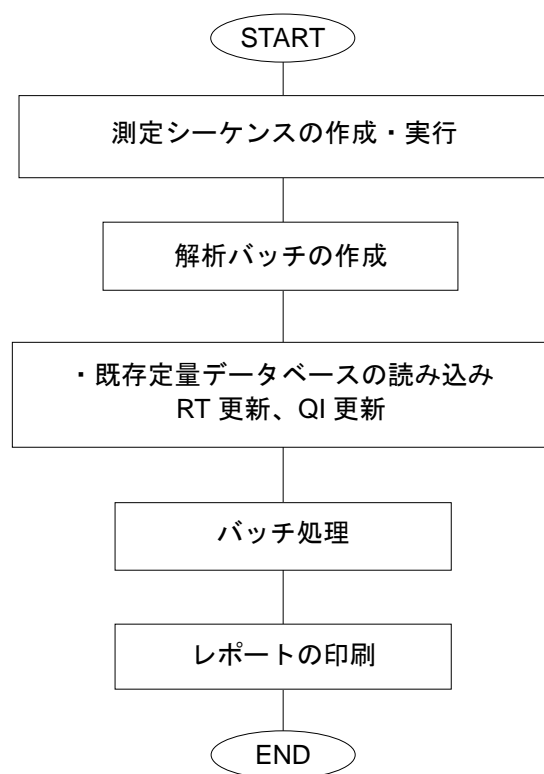 START
測定シーケンスの作成・実行
解析バッチの作成
・既存定量データベースの読み込み
RT 更新、QI 更新
バッチ処理
レポートの印刷
END